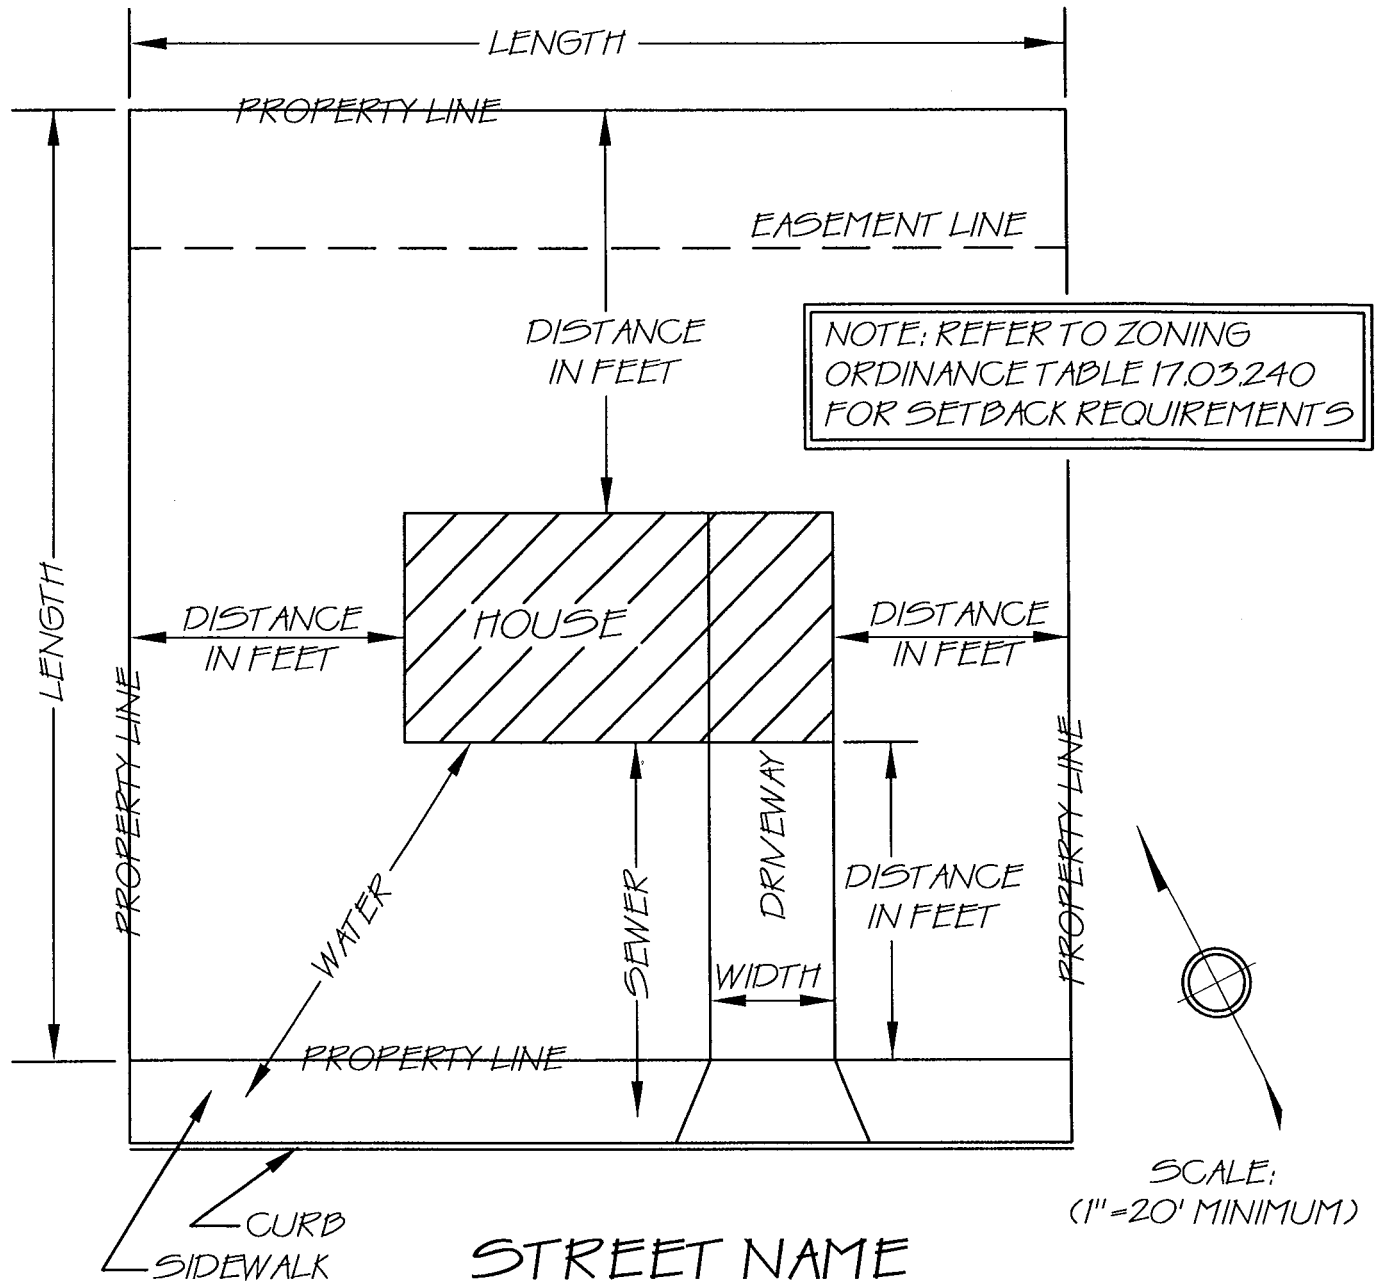 LENGTH
PROPERTY LINE
EASEMENT LINE
DISTANCE
IN FEET
NOTE: REFER TO ZONING
ORDINANCE TABLE 17.03.240
FOR SETBACK REQUIREMENTS
LENGTH
DISTANCE
IN FEET
HOUSE
DISTANCE
IN FEET
PROPERTY LINE
WATER
SEWER
DRIVEWAY
WIDTH
DISTANCE
IN FEET
PROPERTY LINE
PROPERTY LINE
CURB
SIDEWALK
STREET NAME
SCALE:
(1"=20' MINIMUM)